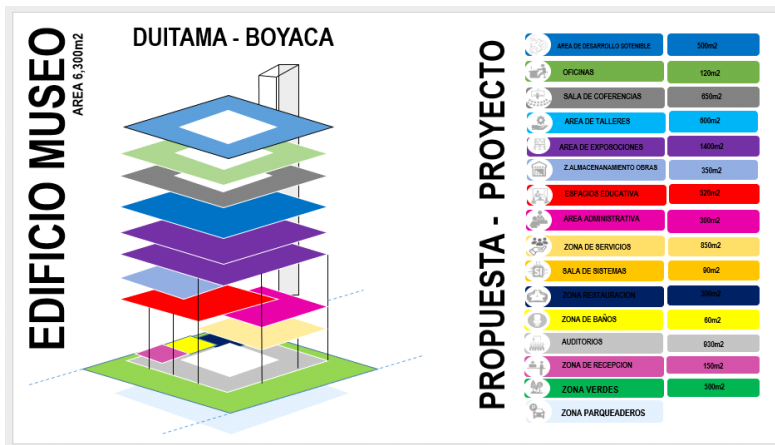 EDIFICIO MUSEO
AREA 6,300m2
DUITAMA - BOYACA
PROPUESTA - PROYECTO
AREA DE DESARROLLO SOTENIBLE 500m2
OFICINAS 120m2
SALA DE COFERENCIAS 650m2
AREA DE TALLERES 600m2
AREA DE EXPOBOCIONES 1400m2
Z.ALMACENANAMIENTO OBRAS 350m2
ESPAGIOS EDUCATIVA 320m2
AREA ADMINISTRATIVA 300m2
ZONA DE SERVICIOS 850m2
SALA DE SISTEMAS 90m2
ZONA RESTAURACION
ZONA DE BAÑOS 60m2
AUDITORIOS 930m2
ZONA DE RECEPCION 150m2
ZONA VERDES 500m2
ZONA PARQUEADEROS